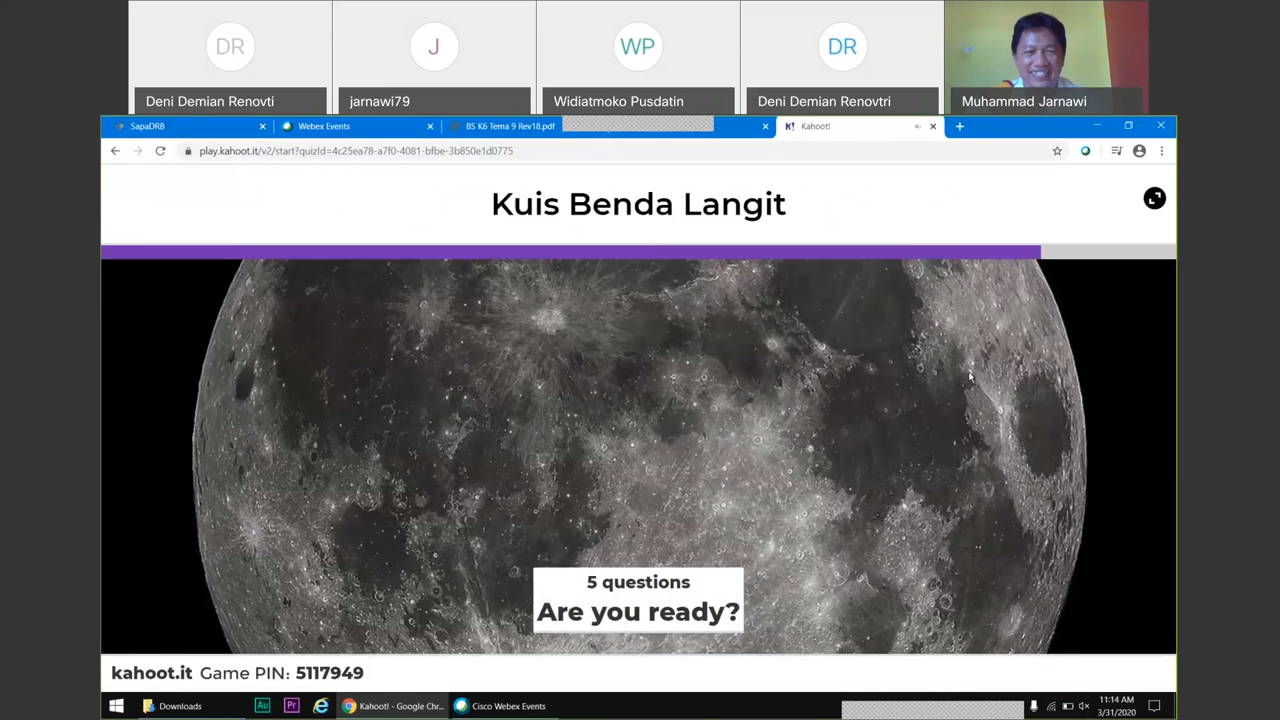 DR
J
WP
DR
Deni Demian Renovti
jarnawi79
Widiatmoko Pusdatin
Deni Demian Renovtri
Muhammad Jarnawi
SapaDRB
Webex Events
BS K6 Tema 9 Rev18.pdf
K! Kahoot!
play.kahoot.it/v2/start?quizId=4c25ea78-a7f0-4081-bfbe-3b850e1d0775
Kuis Benda Langit
5 questions
Are you ready?
kahoot.it Game PIN: 5117949
Downloads
Au
Pr
Kahoot! - Google Chr...
Cisco Webex Events
11:14 AM
3/31/2020